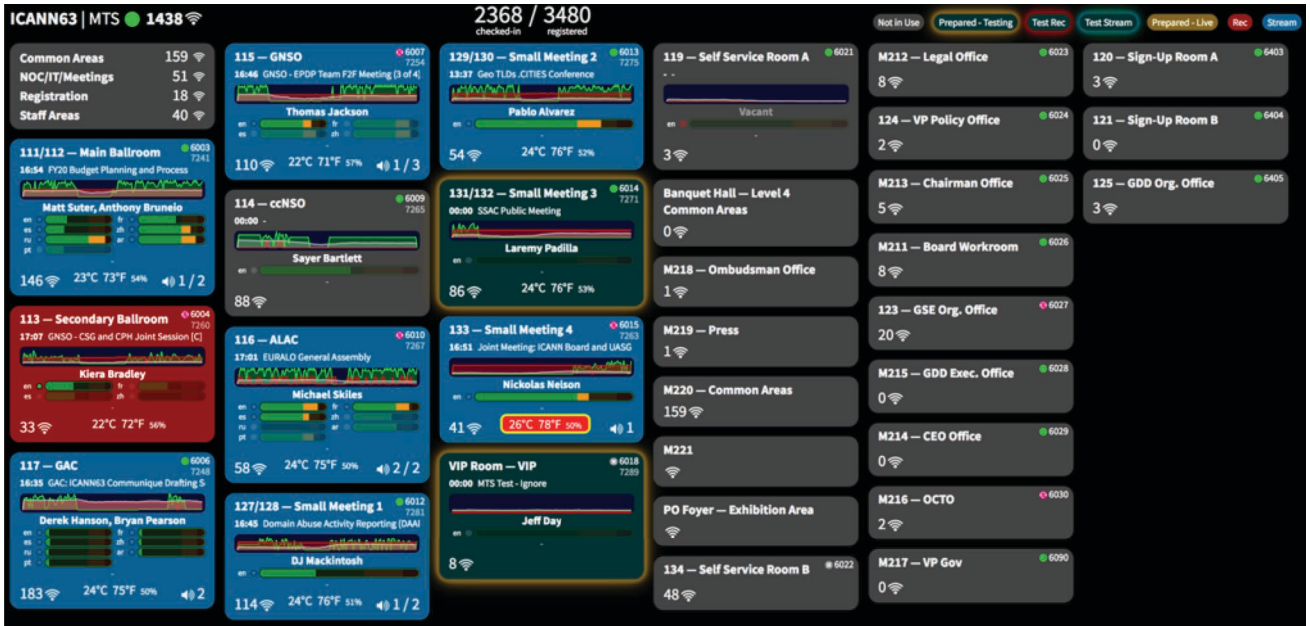 ICANN63 | MTS 1438
2368 / 3480
checked-in registered
Not in Use Prepared - Testing Test Rec Test Stream Prepared - Live Rec Stream
Common Areas 159
NOC/IT/Meetings 51
Registration 18
Staff Areas 40
111/112 — Main Ballroom 6003
7241
16:54 FY20 Budget Planning and Process
Matt Suter, Anthony Bruneio
en fr
es zh
ru ar
pt
146 23°C 73°F 54% 1 / 2
113 — Secondary Ballroom 6004
7260
17:07 GNSO - CSG and CPH Joint Session [C]
Kiera Bradley
en fr
es zh
-
33 22°C 72°F 56%
117 — GAC 6006
7248
16:35 GAC: ICANN63 Communique Drafting S
Derek Hanson, Bryan Pearson
en fr
es zh
ru ar
pt
-
183 24°C 75°F 50% 2
115 — GNSO 6007
7254
16:46 GNSO - EPDP Team F2F Meeting (3 of 4)
Thomas Jackson
en fr
es zh
-
110 22°C 71°F 57% 1 / 3
114 — ccNSO 6009
7265
00:00 -
Sayer Bartlett
en
-
88
116 — ALAC 6010
7267
17:01 EURALO General Assembly
Michael Skiles
en fr
es zh
ru ar
pt
-
58 24°C 75°F 50% 2 / 2
127/128 — Small Meeting 1 6012
7281
16:45 Domain Abuse Activity Reporting (DAAI
DJ Mackintosh
en
-
114 24°C 76°F 51% 1 / 2
129/130 — Small Meeting 2 6013
7275
13:37 Geo TLDs .CITIES Conference
Pablo Alvarez
en
-
54 24°C 76°F 52%
131/132 — Small Meeting 3 6014
7271
00:00 SSAC Public Meeting
Laremy Padilla
en
-
86 24°C 76°F 53%
133 — Small Meeting 4 6015
7263
16:51 Joint Meeting: ICANN Board and UASG
Nickolas Nelson
en
-
41 26°C 78°F 50% 1
VIP Room — VIP 6018
7289
00:00 MTS Test - Ignore
Jeff Day
en
-
8
119 — Self Service Room A 6021
- -
Vacant
en
-
3
Banquet Hall — Level 4
Common Areas
0
M218 — Ombudsman Office
1
M219 — Press
1
M220 — Common Areas
159
M221
PO Foyer — Exhibition Area
134 — Self Service Room B 6022
48
M212 — Legal Office 6023
8
124 — VP Policy Office 6024
2
M213 — Chairman Office 6025
5
M211 — Board Workroom 6026
8
123 — GSE Org. Office 6027
20
M215 — GDD Exec. Office 6028
0
M214 — CEO Office 6029
0
M216 — OCTO 6030
2
M217 — VP Gov 6090
0
120 — Sign-Up Room A 6403
3
121 — Sign-Up Room B 6404
0
125 — GDD Org. Office 6405
3